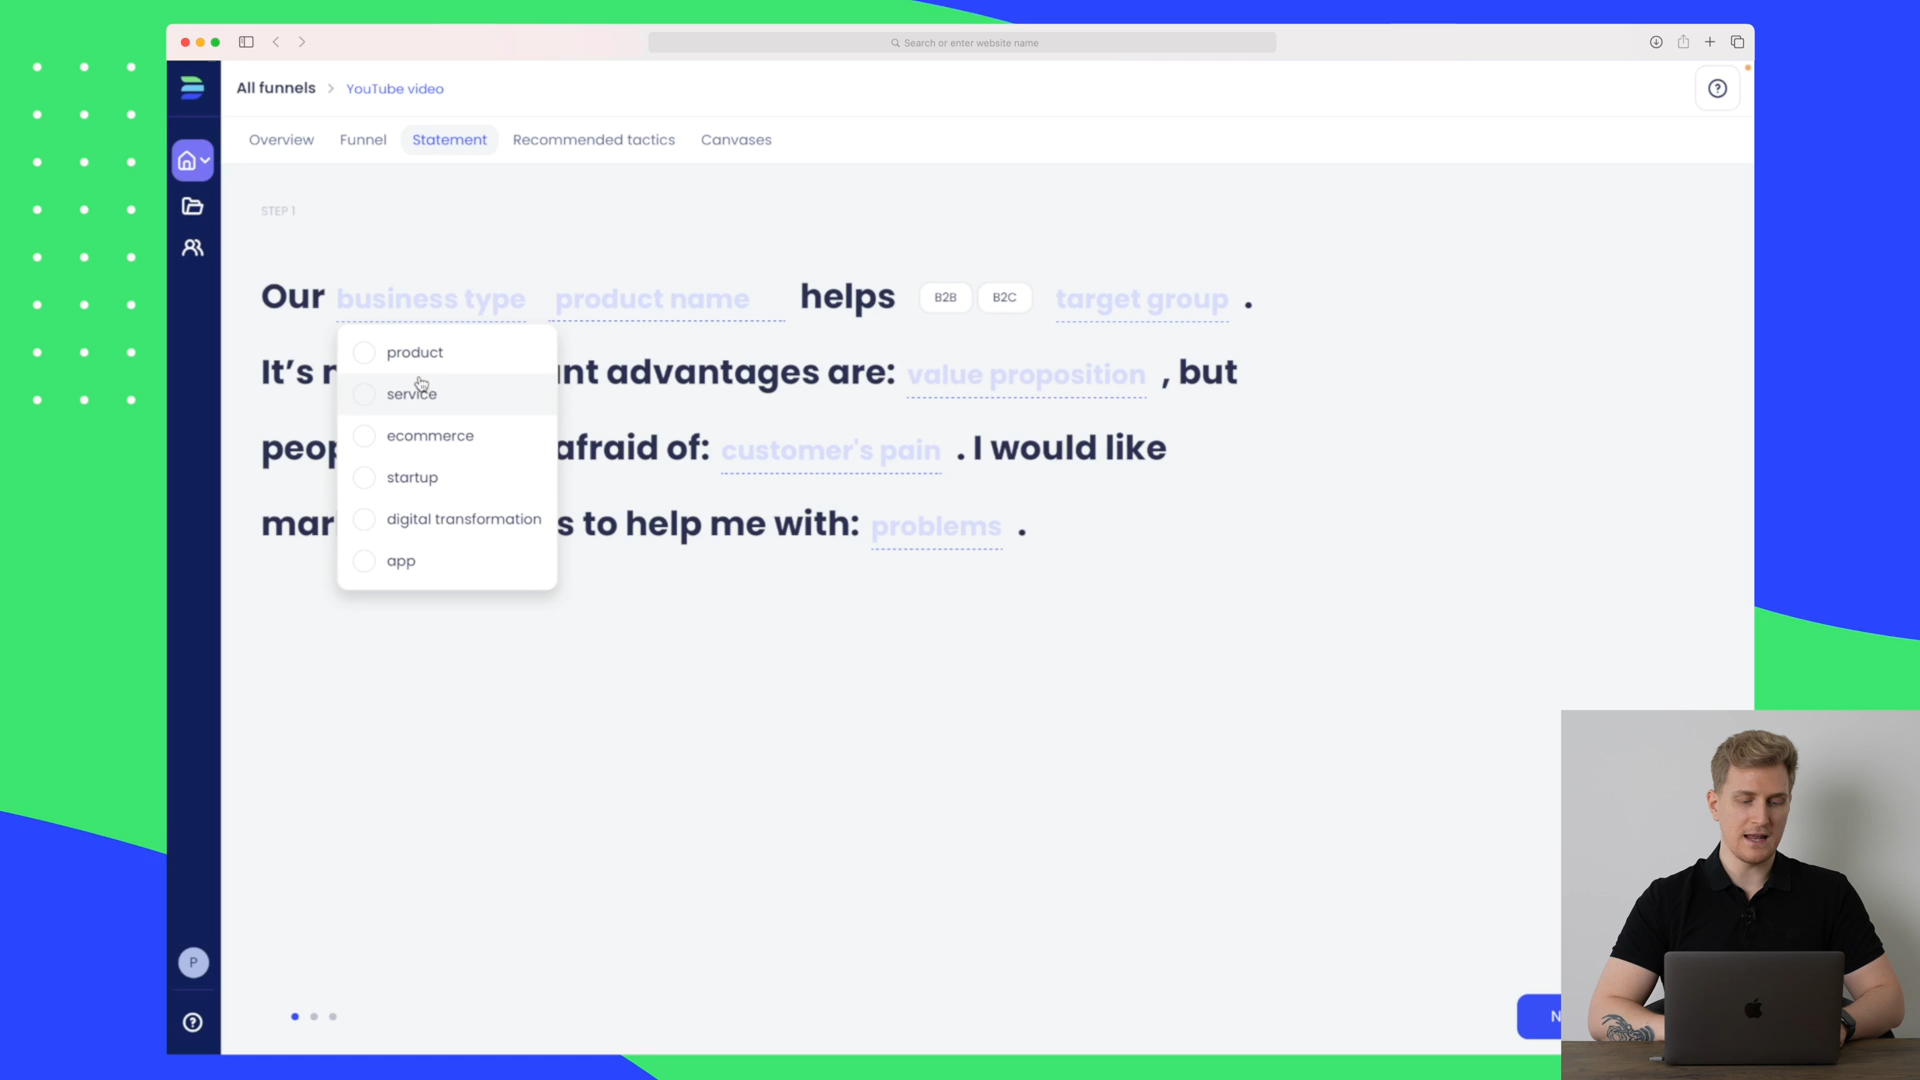 Search or enter website name
All funnels > YouTube video
Overview Funnel Statement Recommended tactics Canvases
STEP 1
Our business type product name helps B2B B2C target group .
product
It's nt advantages are: value proposition , but
service
ecommerce
peop afraid of: customer's pain . I would like
startup
digital transformation
mar s to help me with: problems .
app
P
N